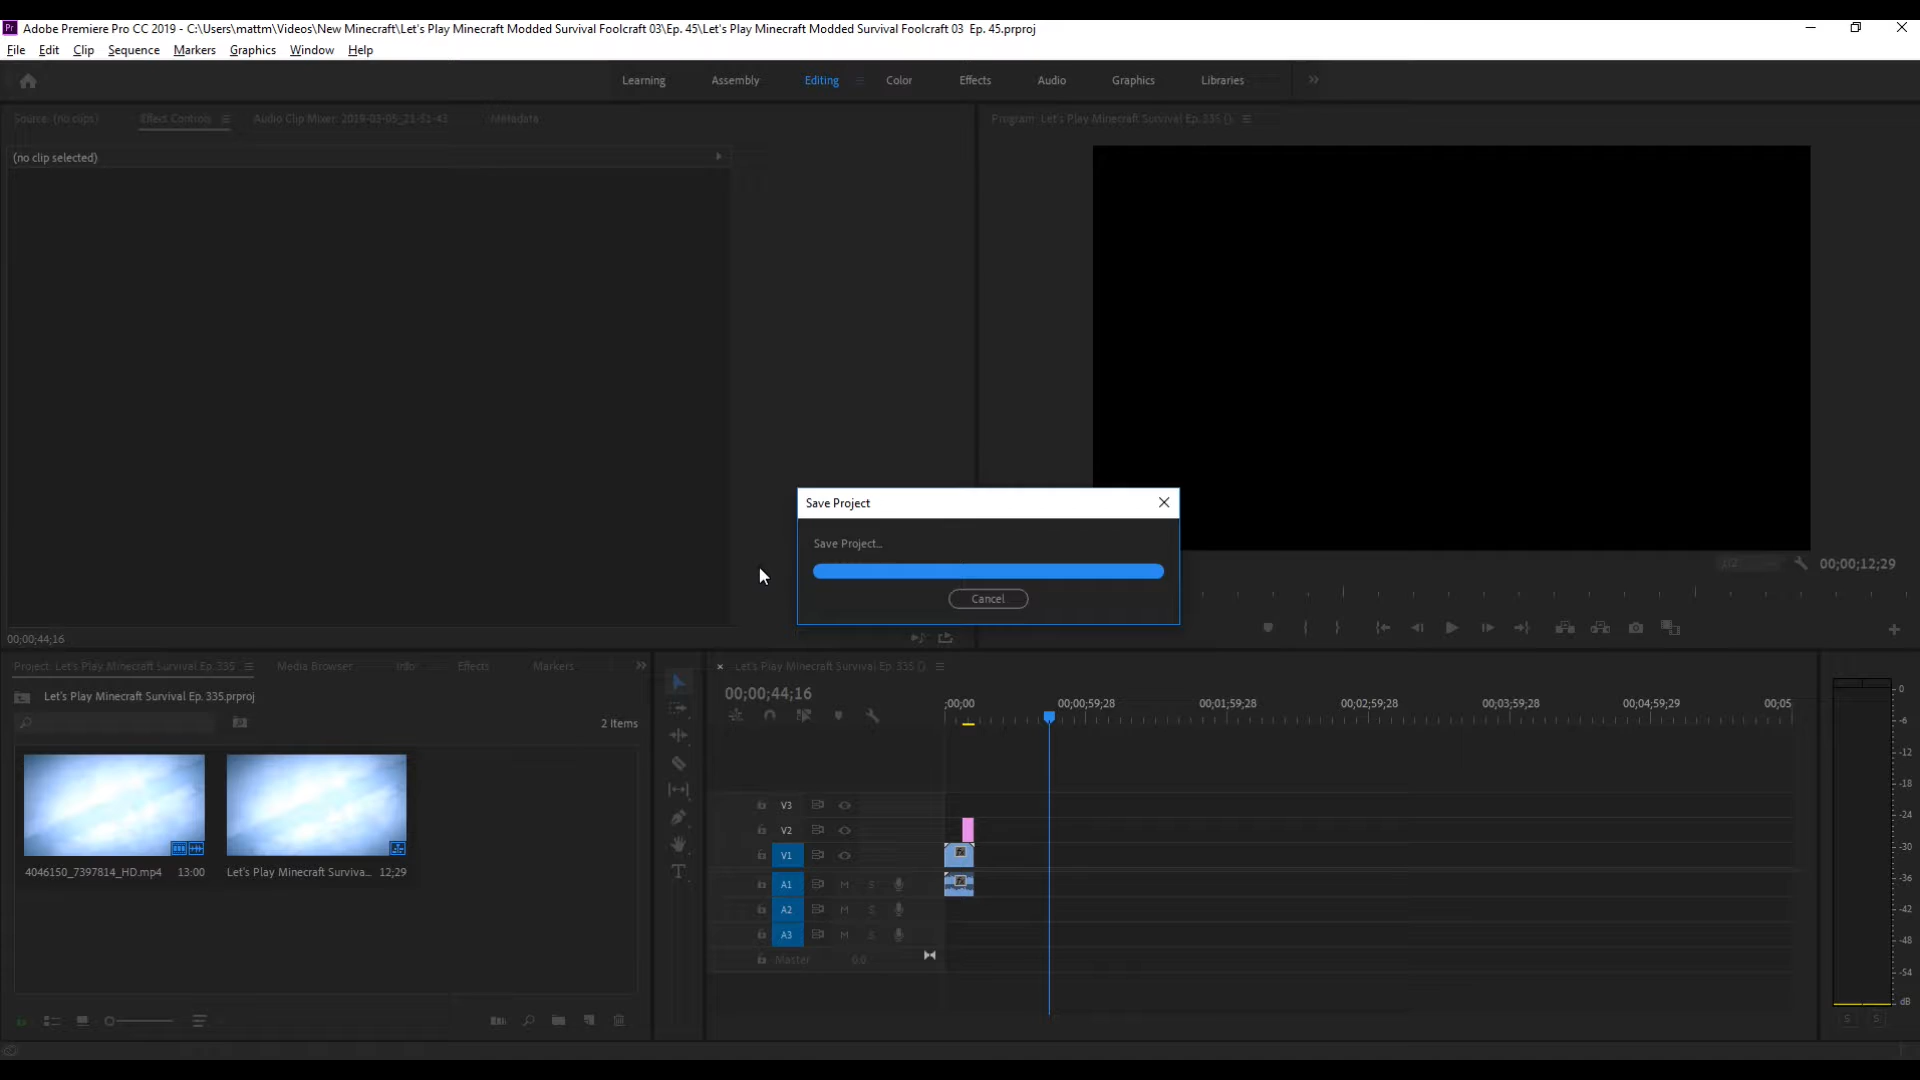 Pr Adobe Premiere Pro CC 2019 - C:\Users\mattm\Videos\New Minecraft\Let's Play Minecraft Modded Survival Foolcraft 03\Ep. 45\Let's Play Minecraft Modded Survival Foolcraft 03  Ep. 45.prproj
File Edit Clip Sequence Markers Graphics Window Help
Learning Assembly Editing Color Effects Audio Graphics Libraries
Source: (no clips) Effect Controls Audio Clip Mixer: 2019-03-05_21-51-43 Metadata
Program: Let's Play Minecraft Survival Ep. 335 ()
(no clip selected)
Save Project
Save Project...
Cancel
1/2 00;00;12;29
00;00;44;16
Project: Let's Play Minecraft Survival Ep. 335 Media Browser Info Effects Markers
Let's Play Minecraft Survival Ep. 335 ()
Let's Play Minecraft Survival Ep. 335.prproj
2 Items
00;00;44;16
;00;00 00;00;59;28 00;01;59;28 00;02;59;28 00;03;59;28 00;04;59;29 00;05
4046150_7397814_HD.mp4 13:00
Let's Play Minecraft Surviva... 12;29
V3
V2
V1
A1 M S
A2 M S
A3 M S
Master 0.0
0
-6
-12
-18
-24
-30
-36
-42
-48
-54
dB
S S